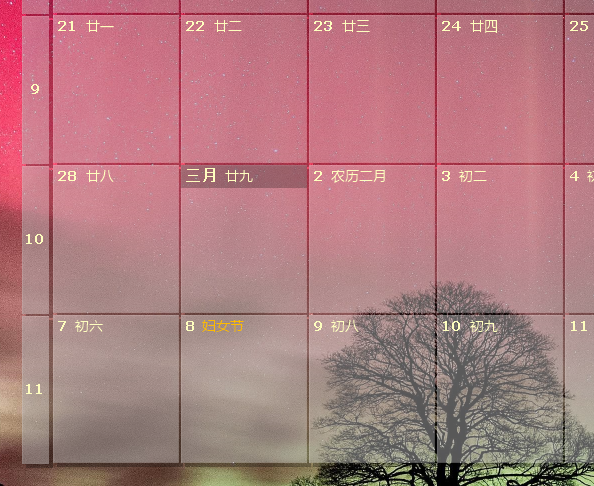 21 廿一 22 廿二 23 廿三 24 廿四 25
9
28 廿八 三月 廿九 2 农历二月 3 初二 4
10
7 初六 8 妇女节 9 初八 10 初九 11
11